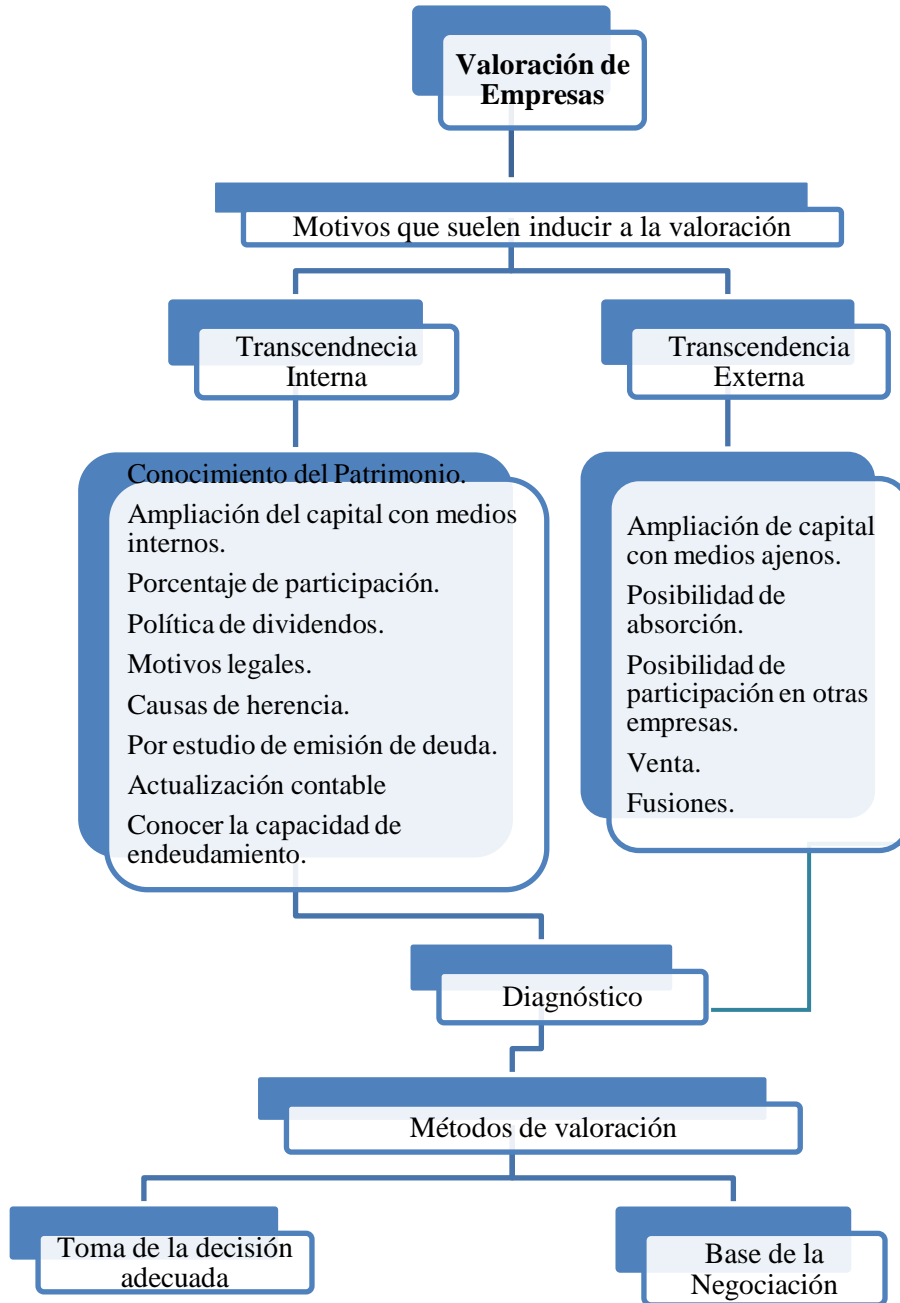 Valoración de
Empresas
Motivos que suelen inducir a la valoración
Transcendnecia
Interna
Transcendencia
Externa
Conocimiento del Patrimonio.
Ampliación del capital con medios
internos.
Porcentaje de participación.
Política de dividendos.
Motivos legales.
Causas de herencia.
Por estudio de emisión de deuda.
Actualización contable
Conocer la capacidad de
endeudamiento.
Ampliación de capital
con medios ajenos.
Posibilidad de
absorción.
Posibilidad de
participación en otras
empresas.
Venta.
Fusiones.
Diagnóstico
Métodos de valoración
Toma de la decisión
adecuada
Base de la
Negociación